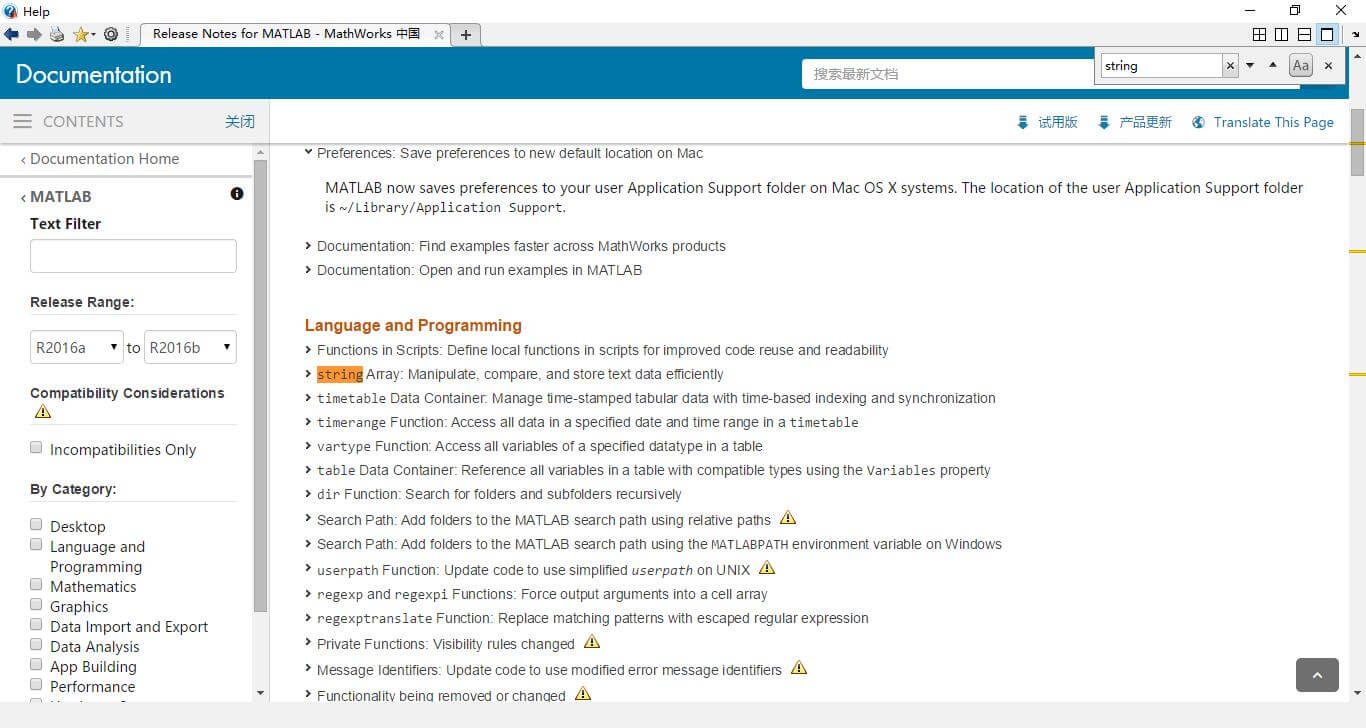 Help
Release Notes for MATLAB - MathWorks 中国
Documentation
搜索最新文档
string
Aa
CONTENTS
关闭
试用版
产品更新
Translate This Page
Documentation Home
MATLAB
Text Filter
Release Range:
R2016a to R2016b
Compatibility Considerations
Incompatibilities Only
By Category:
Desktop
Language and
Programming
Mathematics
Graphics
Data Import and Export
Data Analysis
App Building
Performance
Preferences: Save preferences to new default location on Mac
MATLAB now saves preferences to your user Application Support folder on Mac OS X systems. The location of the user Application Support folder
is ~/Library/Application Support.
Documentation: Find examples faster across MathWorks products
Documentation: Open and run examples in MATLAB
Language and Programming
Functions in Scripts: Define local functions in scripts for improved code reuse and readability
string Array: Manipulate, compare, and store text data efficiently
timetable Data Container: Manage time-stamped tabular data with time-based indexing and synchronization
timerange Function: Access all data in a specified date and time range in a timetable
vartype Function: Access all variables of a specified datatype in a table
table Data Container: Reference all variables in a table with compatible types using the Variables property
dir Function: Search for folders and subfolders recursively
Search Path: Add folders to the MATLAB search path using relative paths
Search Path: Add folders to the MATLAB search path using the MATLABPATH environment variable on Windows
userpath Function: Update code to use simplified userpath on UNIX
regexp and regexpi Functions: Force output arguments into a cell array
regexptranslate Function: Replace matching patterns with escaped regular expression
Private Functions: Visibility rules changed
Message Identifiers: Update code to use modified error message identifiers
Functionality being removed or changed